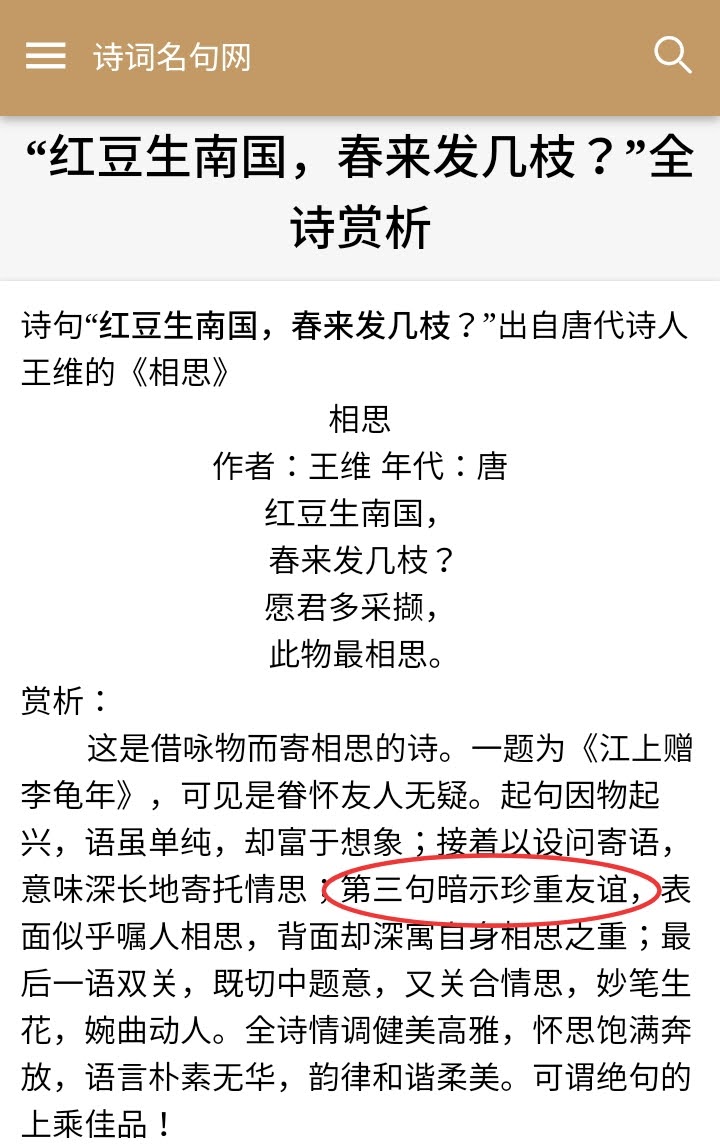 诗词名句网
“红豆生南国，春来发几枝？”全
诗赏析
诗句“红豆生南国，春来发几枝？”出自唐代诗人
王维的《相思》
相思
作者：王维 年代：唐
红豆生南国，
春来发几枝？
愿君多采撷，
此物最相思。
赏析：
这是借咏物而寄相思的诗。一题为《江上赠
李龟年》，可见是眷怀友人无疑。起句因物起
兴，语虽单纯，却富于想象；接着以设问寄语，
意味深长地寄托情思；第三句暗示珍重友谊，表
面似乎嘱人相思，背面却深寓自身相思之重；最
后一语双关，既切中题意，又关合情思，妙笔生
花，婉曲动人。全诗情调健美高雅，怀思饱满奔
放，语言朴素无华，韵律和谐柔美。可谓绝句的
上乘佳品！